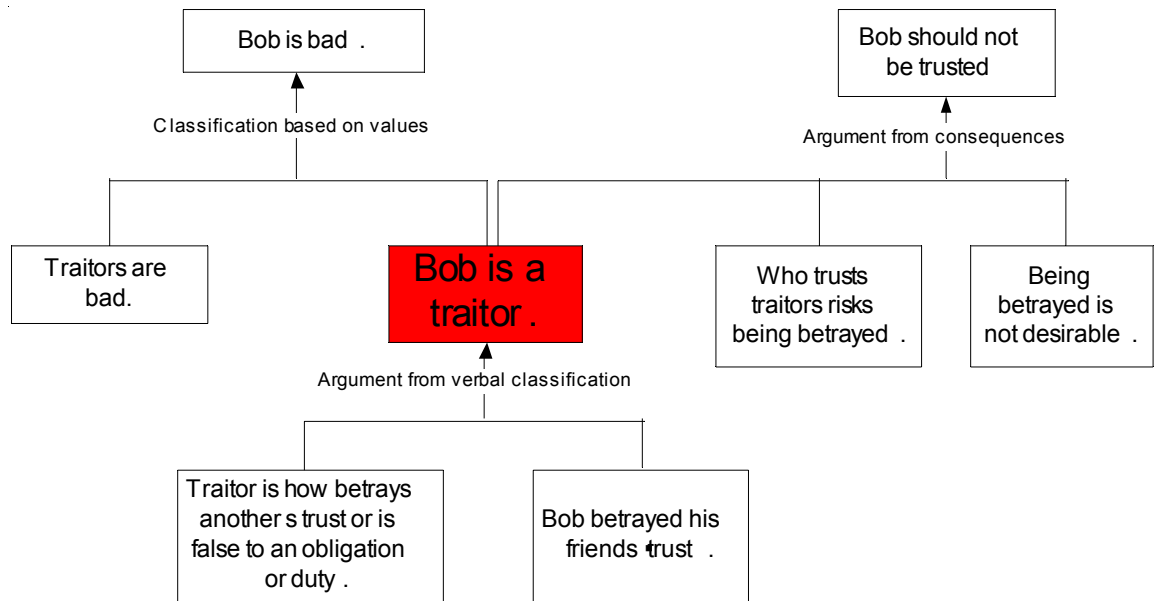 Bob is bad .
Bob should not
be trusted
Classification based on values
Argument from consequences
Traitors are
bad.
Bob is a
traitor .
Who trusts
traitors risks
being betrayed .
Being
betrayed is
not desirable .
Argument from verbal classification
Traitor is how betrays
another s trust or is
false to an obligation
or duty .
Bob betrayed his
friends trust .